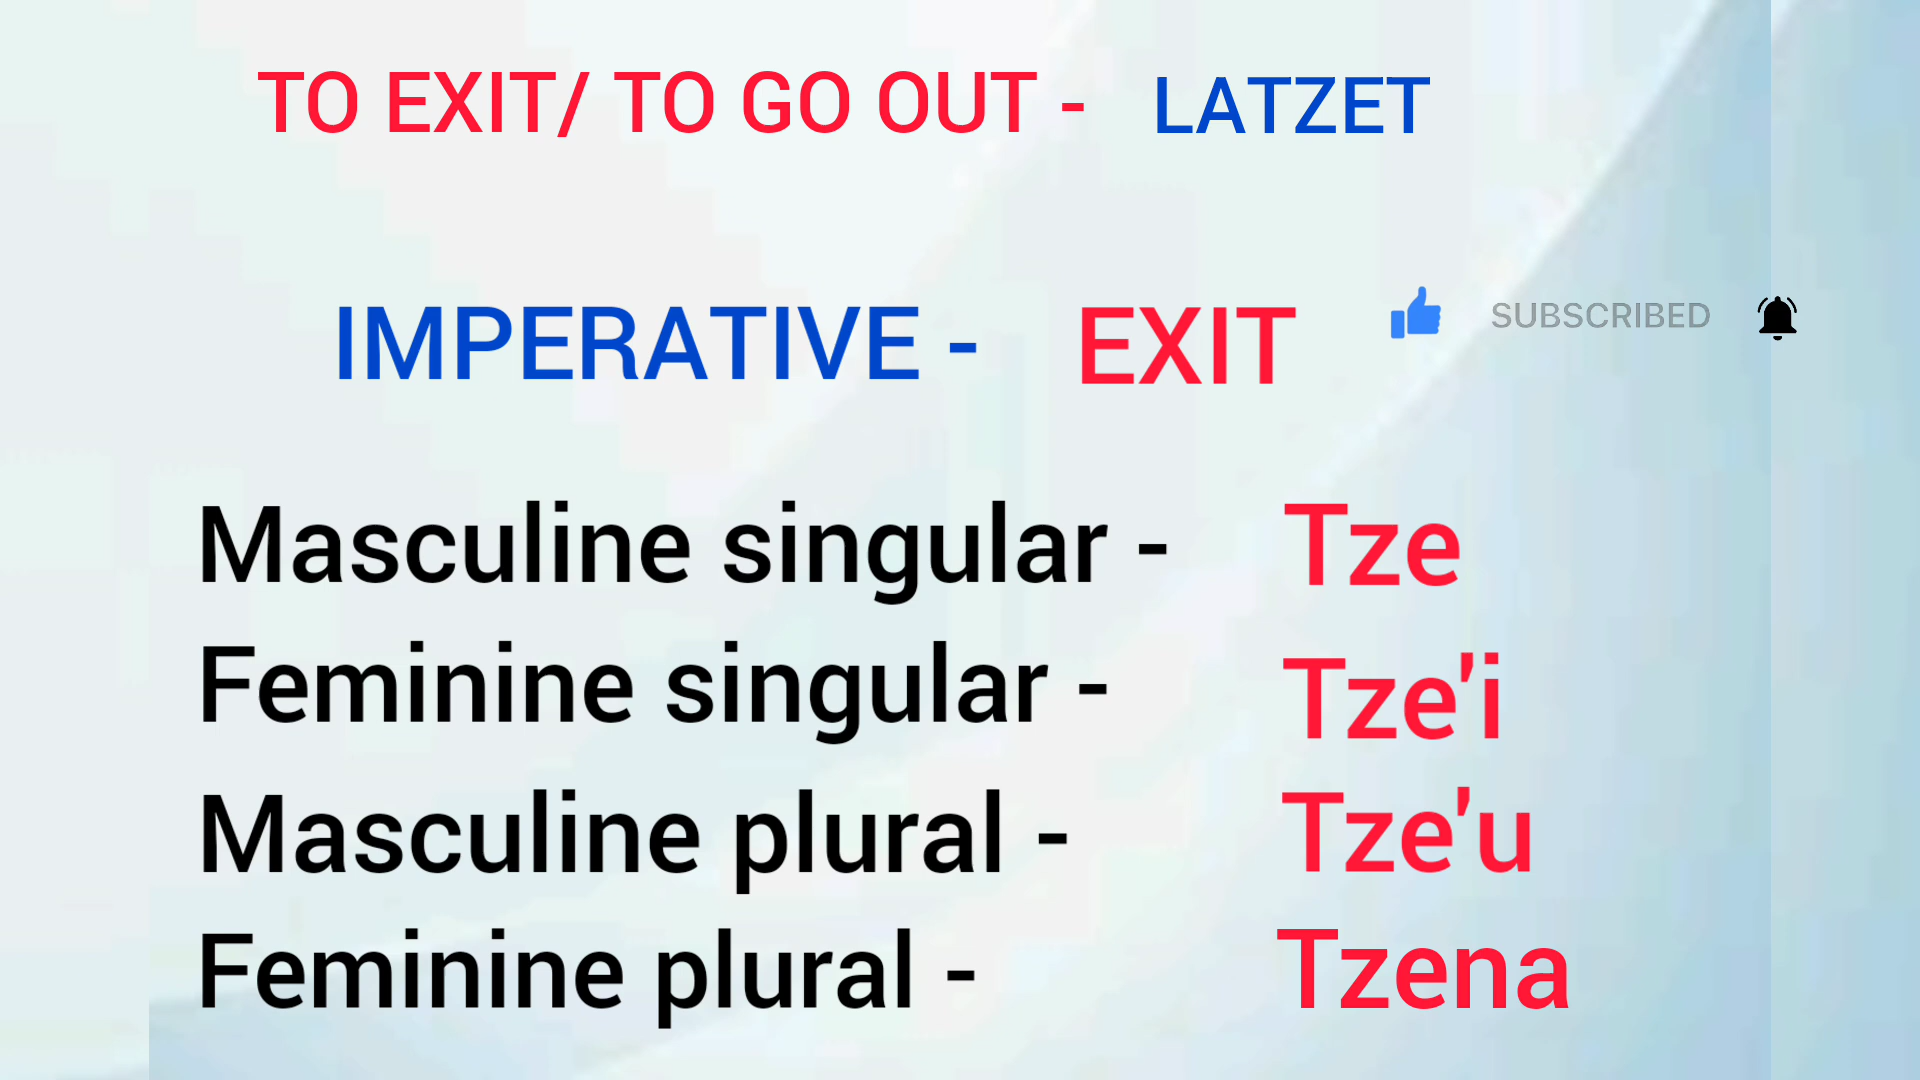 TO EXIT/ TO GO OUT - LATZET
IMPERATIVE - EXIT
SUBSCRIBED
Masculine singular - Tze
Feminine singular - Tze'i
Masculine plural - Tze'u
Feminine plural - Tzena